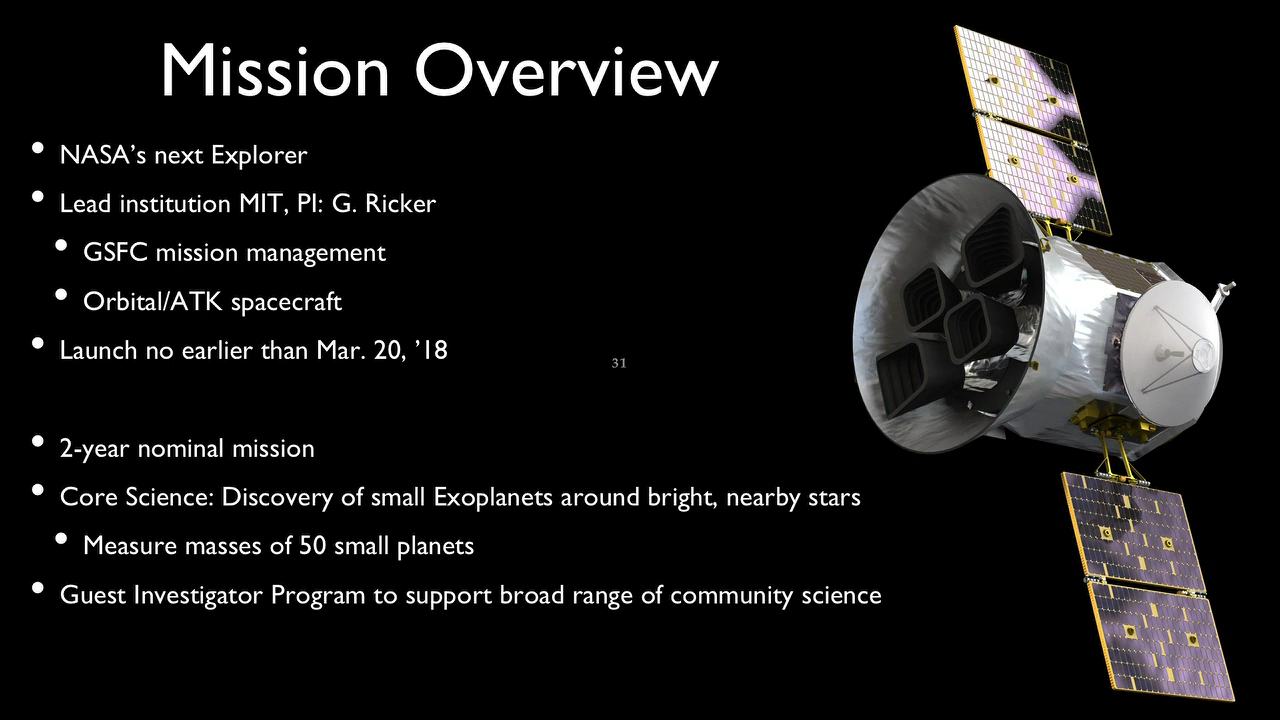 Mission Overview
• NASA’s next Explorer
• Lead institution MIT, PI: G. Ricker
• GSFC mission management
• Orbital/ATK spacecraft
• Launch no earlier than Mar. 20, ’18
31
• 2-year nominal mission
• Core Science: Discovery of small Exoplanets around bright, nearby stars
• Measure masses of 50 small planets
• Guest Investigator Program to support broad range of community science